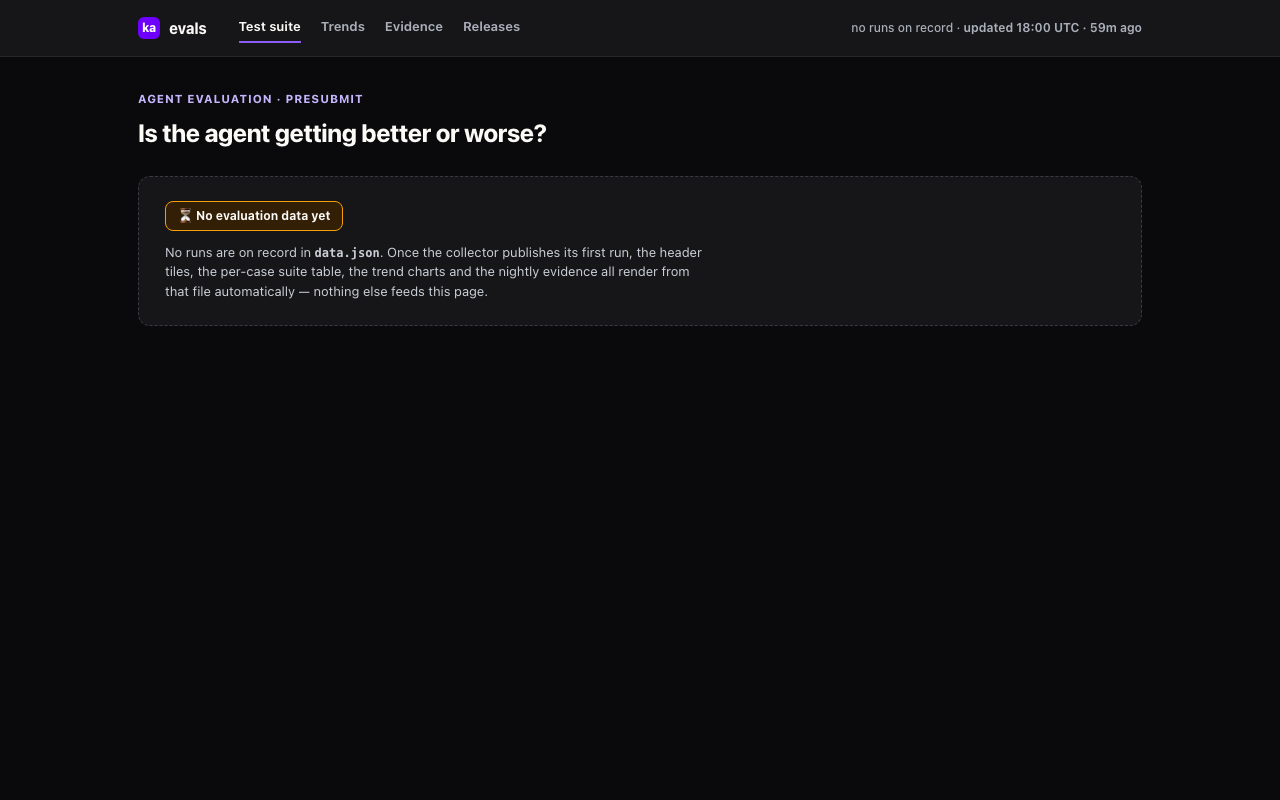 ka evals Test suite Trends Evidence Releases no runs on record · updated 18:00 UTC · 59m ago
AGENT EVALUATION · PRESUBMIT
Is the agent getting better or worse?
⏳ No evaluation data yet
No runs are on record in data.json. Once the collector publishes its first run, the header
tiles, the per-case suite table, the trend charts and the nightly evidence all render from
that file automatically — nothing else feeds this page.